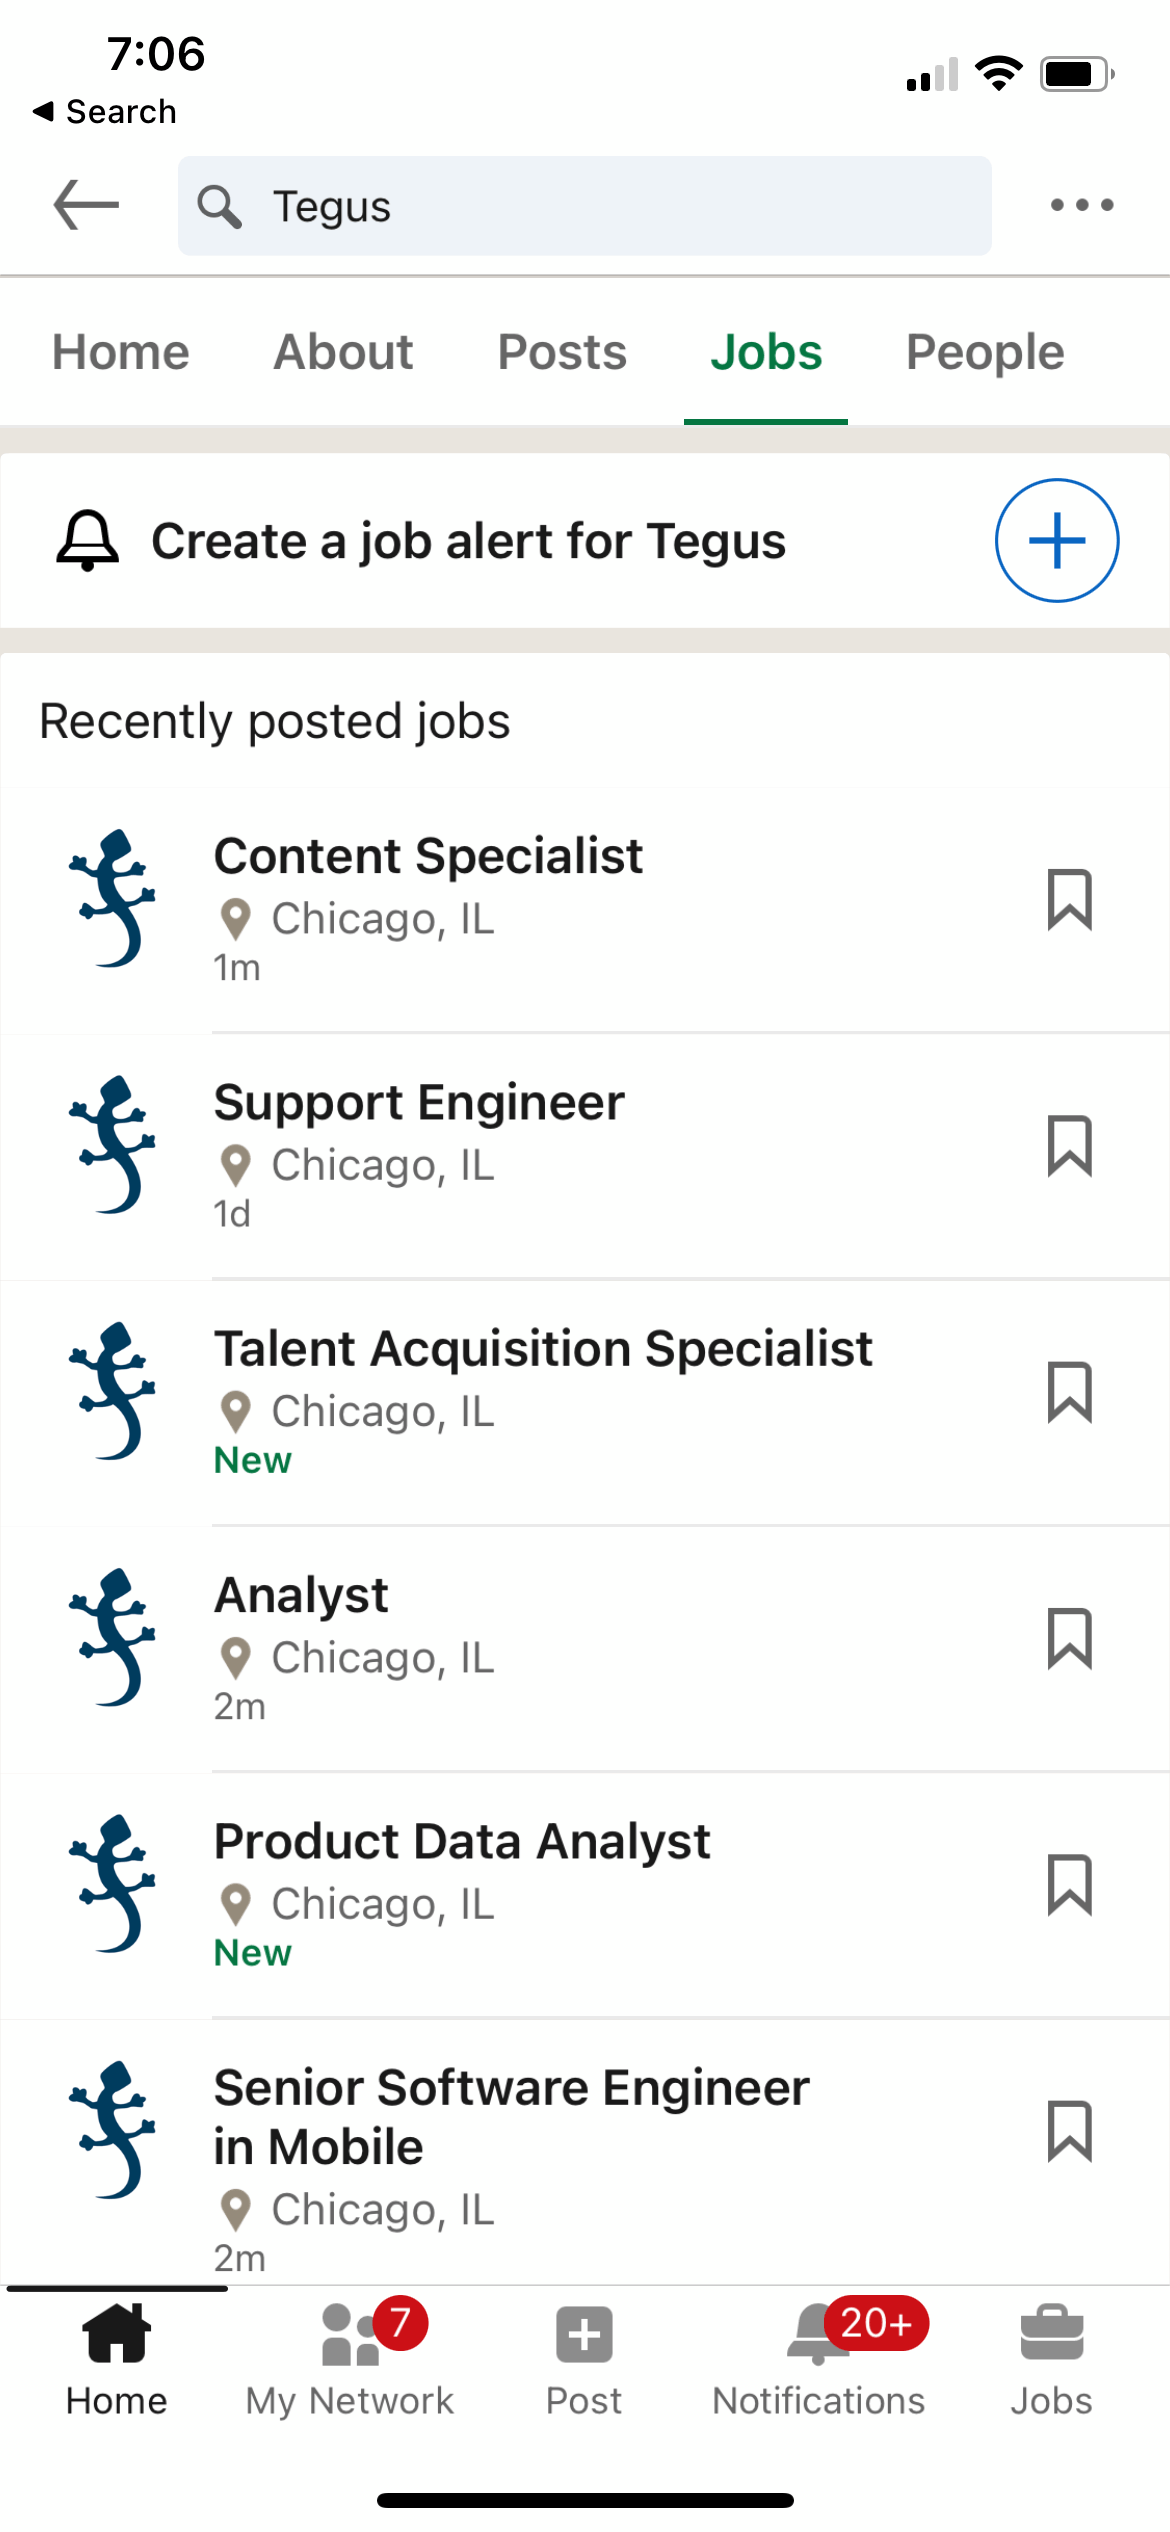 7:06
Search
Tegus
Home About Posts Jobs People
Create a job alert for Tegus
Recently posted jobs
Content Specialist
Chicago, IL
1m
Support Engineer
Chicago, IL
1d
Talent Acquisition Specialist
Chicago, IL
New
Analyst
Chicago, IL
2m
Product Data Analyst
Chicago, IL
New
Senior Software Engineer
in Mobile
Chicago, IL
2m
7 20+
Home My Network Post Notifications Jobs